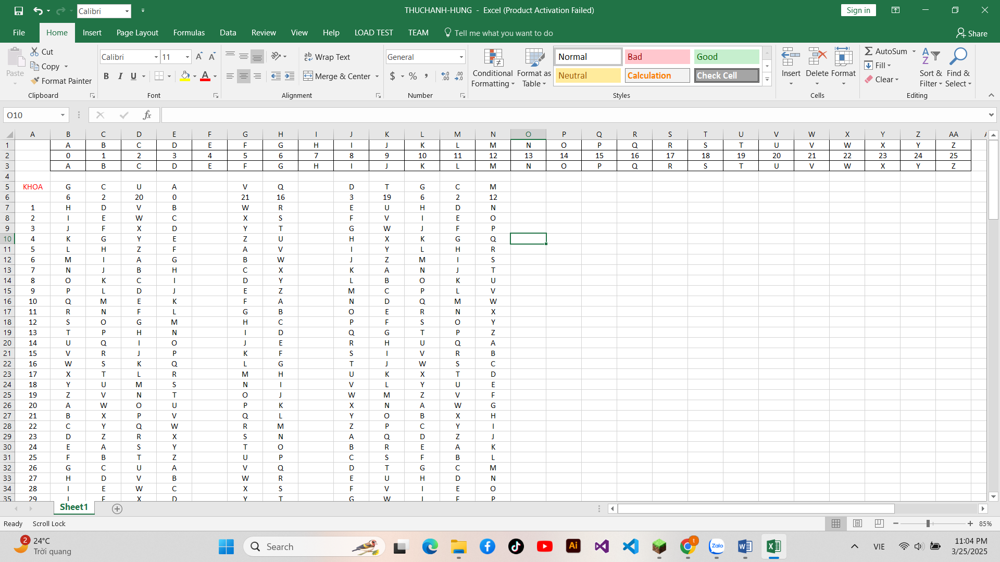 Calibri
THUCHANH-HUNG - Excel (Product Activation Failed)
Sign in
File Home Insert Page Layout Formulas Data Review View Help LOAD TEST TEAM Tell me what you want to do Share
Paste Cut Copy Format Painter
Calibri 11
B I U
Wrap Text
Merge & Center
General
$ % ,
Conditional Formatting
Format as Table
Normal Bad Good
Neutral Calculation Check Cell
Insert Delete Format
AutoSum
Fill
Clear
Sort & Filter
Find & Select
Clipboard Font Alignment Number Styles Cells Editing
O10 fx
A B C D E F G H I J K L M N O P Q R S T U V W X Y Z AA
1 A B C D E F G H I J K L M N O P Q R S T U V W X Y Z
2 0 1 2 3 4 5 6 7 8 9 10 11 12 13 14 15 16 17 18 19 20 21 22 23 24 25
3 A B C D E F G H I J K L M N O P Q R S T U V W X Y Z
4
5 KHOA G C U A V Q D T G C M
6 6 2 20 0 21 16 3 19 6 2 12
7 1 H D V B W R E U H D N
8 2 I E W C X S F V I E O
9 3 J F X D Y T G W J F P
10 4 K G Y E Z U H X K G Q
11 5 L H Z F A V I Y L H R
12 6 M I A G B W J Z M I S
13 7 N J B H C X K A N J T
14 8 O K C I D Y L B O K U
15 9 P L D J E Z M C P L V
16 10 Q M E K F A N D Q M W
17 11 R N F L G B O E R N X
18 12 S O G M H C P F S O Y
19 13 T P H N I D Q G T P Z
20 14 U Q I O J E R H U Q A
21 15 V R J P K F S I V R B
22 16 W S K Q L G T J W S C
23 17 X T L R M H U K X T D
24 18 Y U M S N I V L Y U E
25 19 Z V N T O J W M Z V F
26 20 A W O U P K X N A W G
27 21 B X P V Q L Y O B X H
28 22 C Y Q W R M Z P C Y I
29 23 D Z R X S N A Q D Z J
30 24 E A S Y T O B R E A K
31 25 F B T Z U P C S F B L
32 26 G C U A V Q D T G C M
33 27 H D V B W R E U H D N
34 28 I E W C X S F V I E O
35 29 J F X D Y T G W J F P
Sheet1
Ready Scroll Lock
85%
2 24°C
Trời quang
Search
Ai
Zalo
VIE
11:04 PM
3/25/2025